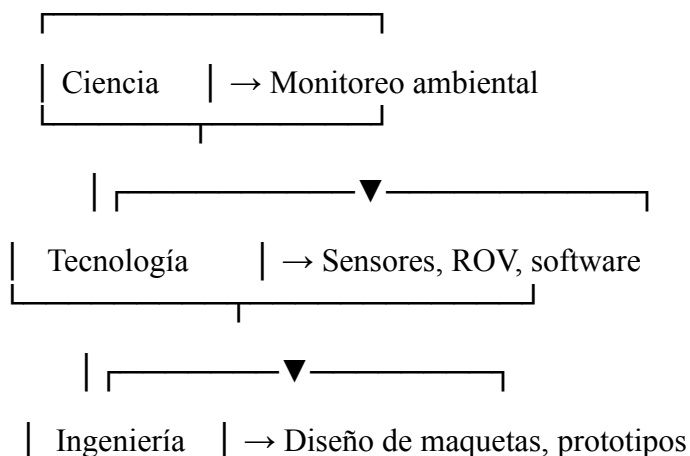 Ciencia → Monitoreo ambiental
Tecnología → Sensores, ROV, software
Ingeniería → Diseño de maquetas, prototipos